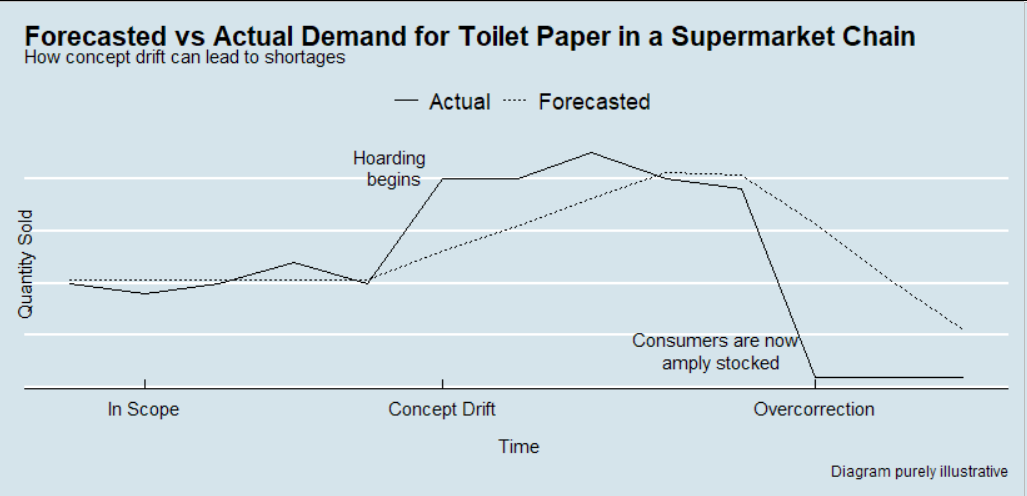 Forecasted vs Actual Demand for Toilet Paper in a Supermarket Chain
How concept drift can lead to shortages
Actual Forecasted
Hoarding
begins
Quantity Sold
Consumers are now
amply stocked
In Scope Concept Drift Overcorrection
Time
Diagram purely illustrative